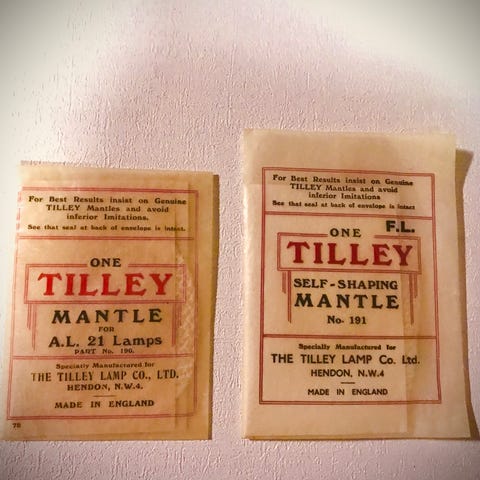 For Best Results insist on Genuine
TILLEY Mantles and avoid
inferior Imitations.
See that seal at back of envelope is intact.
ONE
TILLEY
MANTLE
FOR
A.L. 21 Lamps
PART No. 190.
Specially Manufactured for
THE TILLEY LAMP CO., LTD.
HENDON, N.W.4.
MADE IN ENGLAND
For Best Results insist on Genuine
TILLEY Mantles and avoid
inferior Imitations
See that seal at back of envelope is intact
F.L.
ONE
TILLEY
SELF-SHAPING
MANTLE
No. 191
Specially Manufactured for
THE TILLEY LAMP Co. Ltd.
HENDON, N.W.4
MADE IN ENGLAND